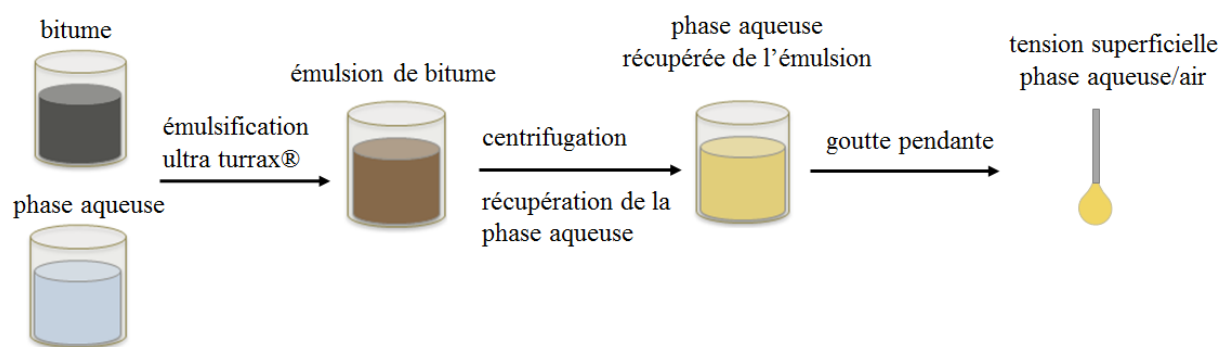 bitume
phase aqueuse
émulsification
ultra turrax®
émulsion de bitume
centrifugation
récupération de la
phase aqueuse
phase aqueuse
récupérée de l’émulsion
goutte pendante
tension superficielle
phase aqueuse/air